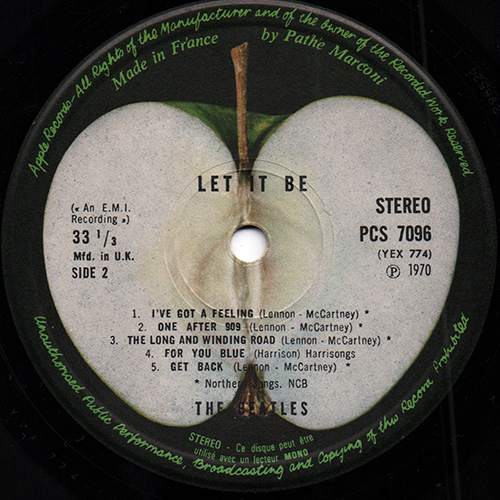 Apple Records-All Rights of the Manufacturer and of the owner of the Recorded Work Reserved
Made in France by Pathe Marconi
LET IT BE
(« An E.M.I.
Recording »)
33 1/3
Mfd. in U.K.
SIDE 2
STEREO
PCS 7096
(YEX 774)
Ⓟ 1970
1. I'VE GOT A FEELING (Lennon - McCartney) *
2. ONE AFTER 909 (Lennon - McCartney) *
3. THE LONG AND WINDING ROAD (Lennon - McCartney) *
4. FOR YOU BLUE (Harrison) Harrisongs
5. GET BACK (Lennon - McCartney) *
* Northern Songs. NCB
THE BEATLES
STEREO - Ce disque peut être
utilisé avec un lecteur MONO
Unauthorised Public Performance, Broadcasting and Copying of this Record Prohibited